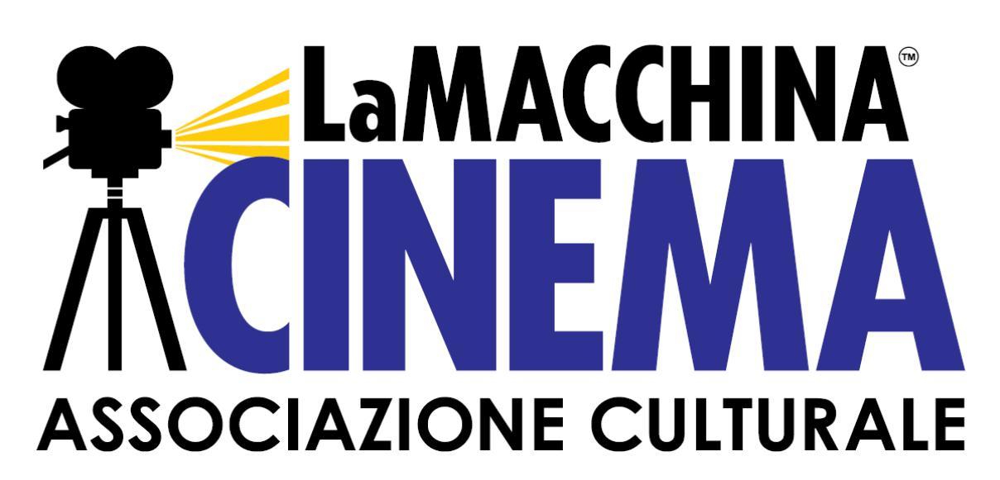 LaMACCHINA™
CINEMA
ASSOCIAZIONE CULTURALE